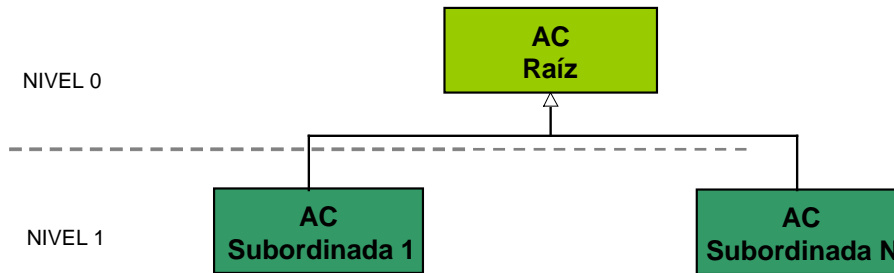 AC
Raíz
NIVEL 0
AC
Subordinada 1
AC
Subordinada N
NIVEL 1